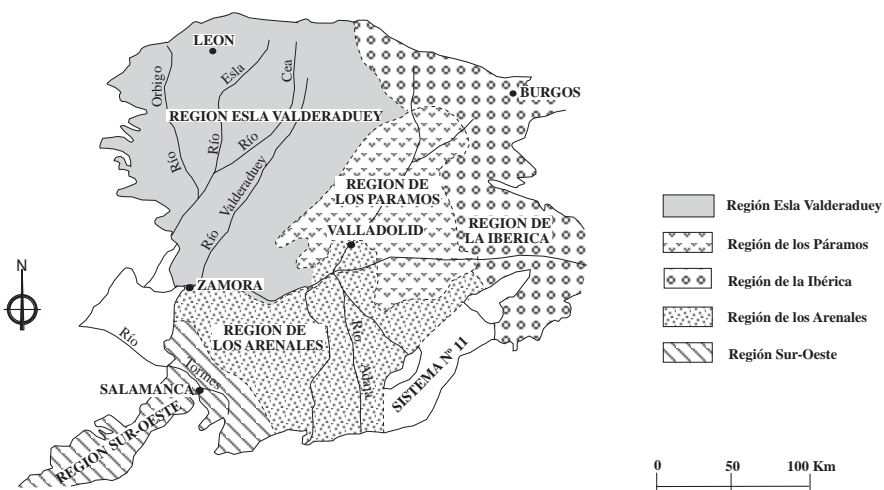 LEON
Orbigo
Esla
Cea
BURGOS
REGION ESLA VALDERADUEY
Río
Río
Río
Valderaduey
Río
REGION DE
LOS PARAMOS
VALLADOLID
REGION DE
LA IBERICA
N
ZAMORA
Río
REGION DE
LOS ARENALES
Río
Adaja
Tormes
SALAMANCA
SISTEMA Nº 11
REGION SUR-OESTE
Región Esla Valderaduey
Región de los Páramos
Región de la Ibérica
Región de los Arenales
Región Sur-Oeste
0 50 100 Km